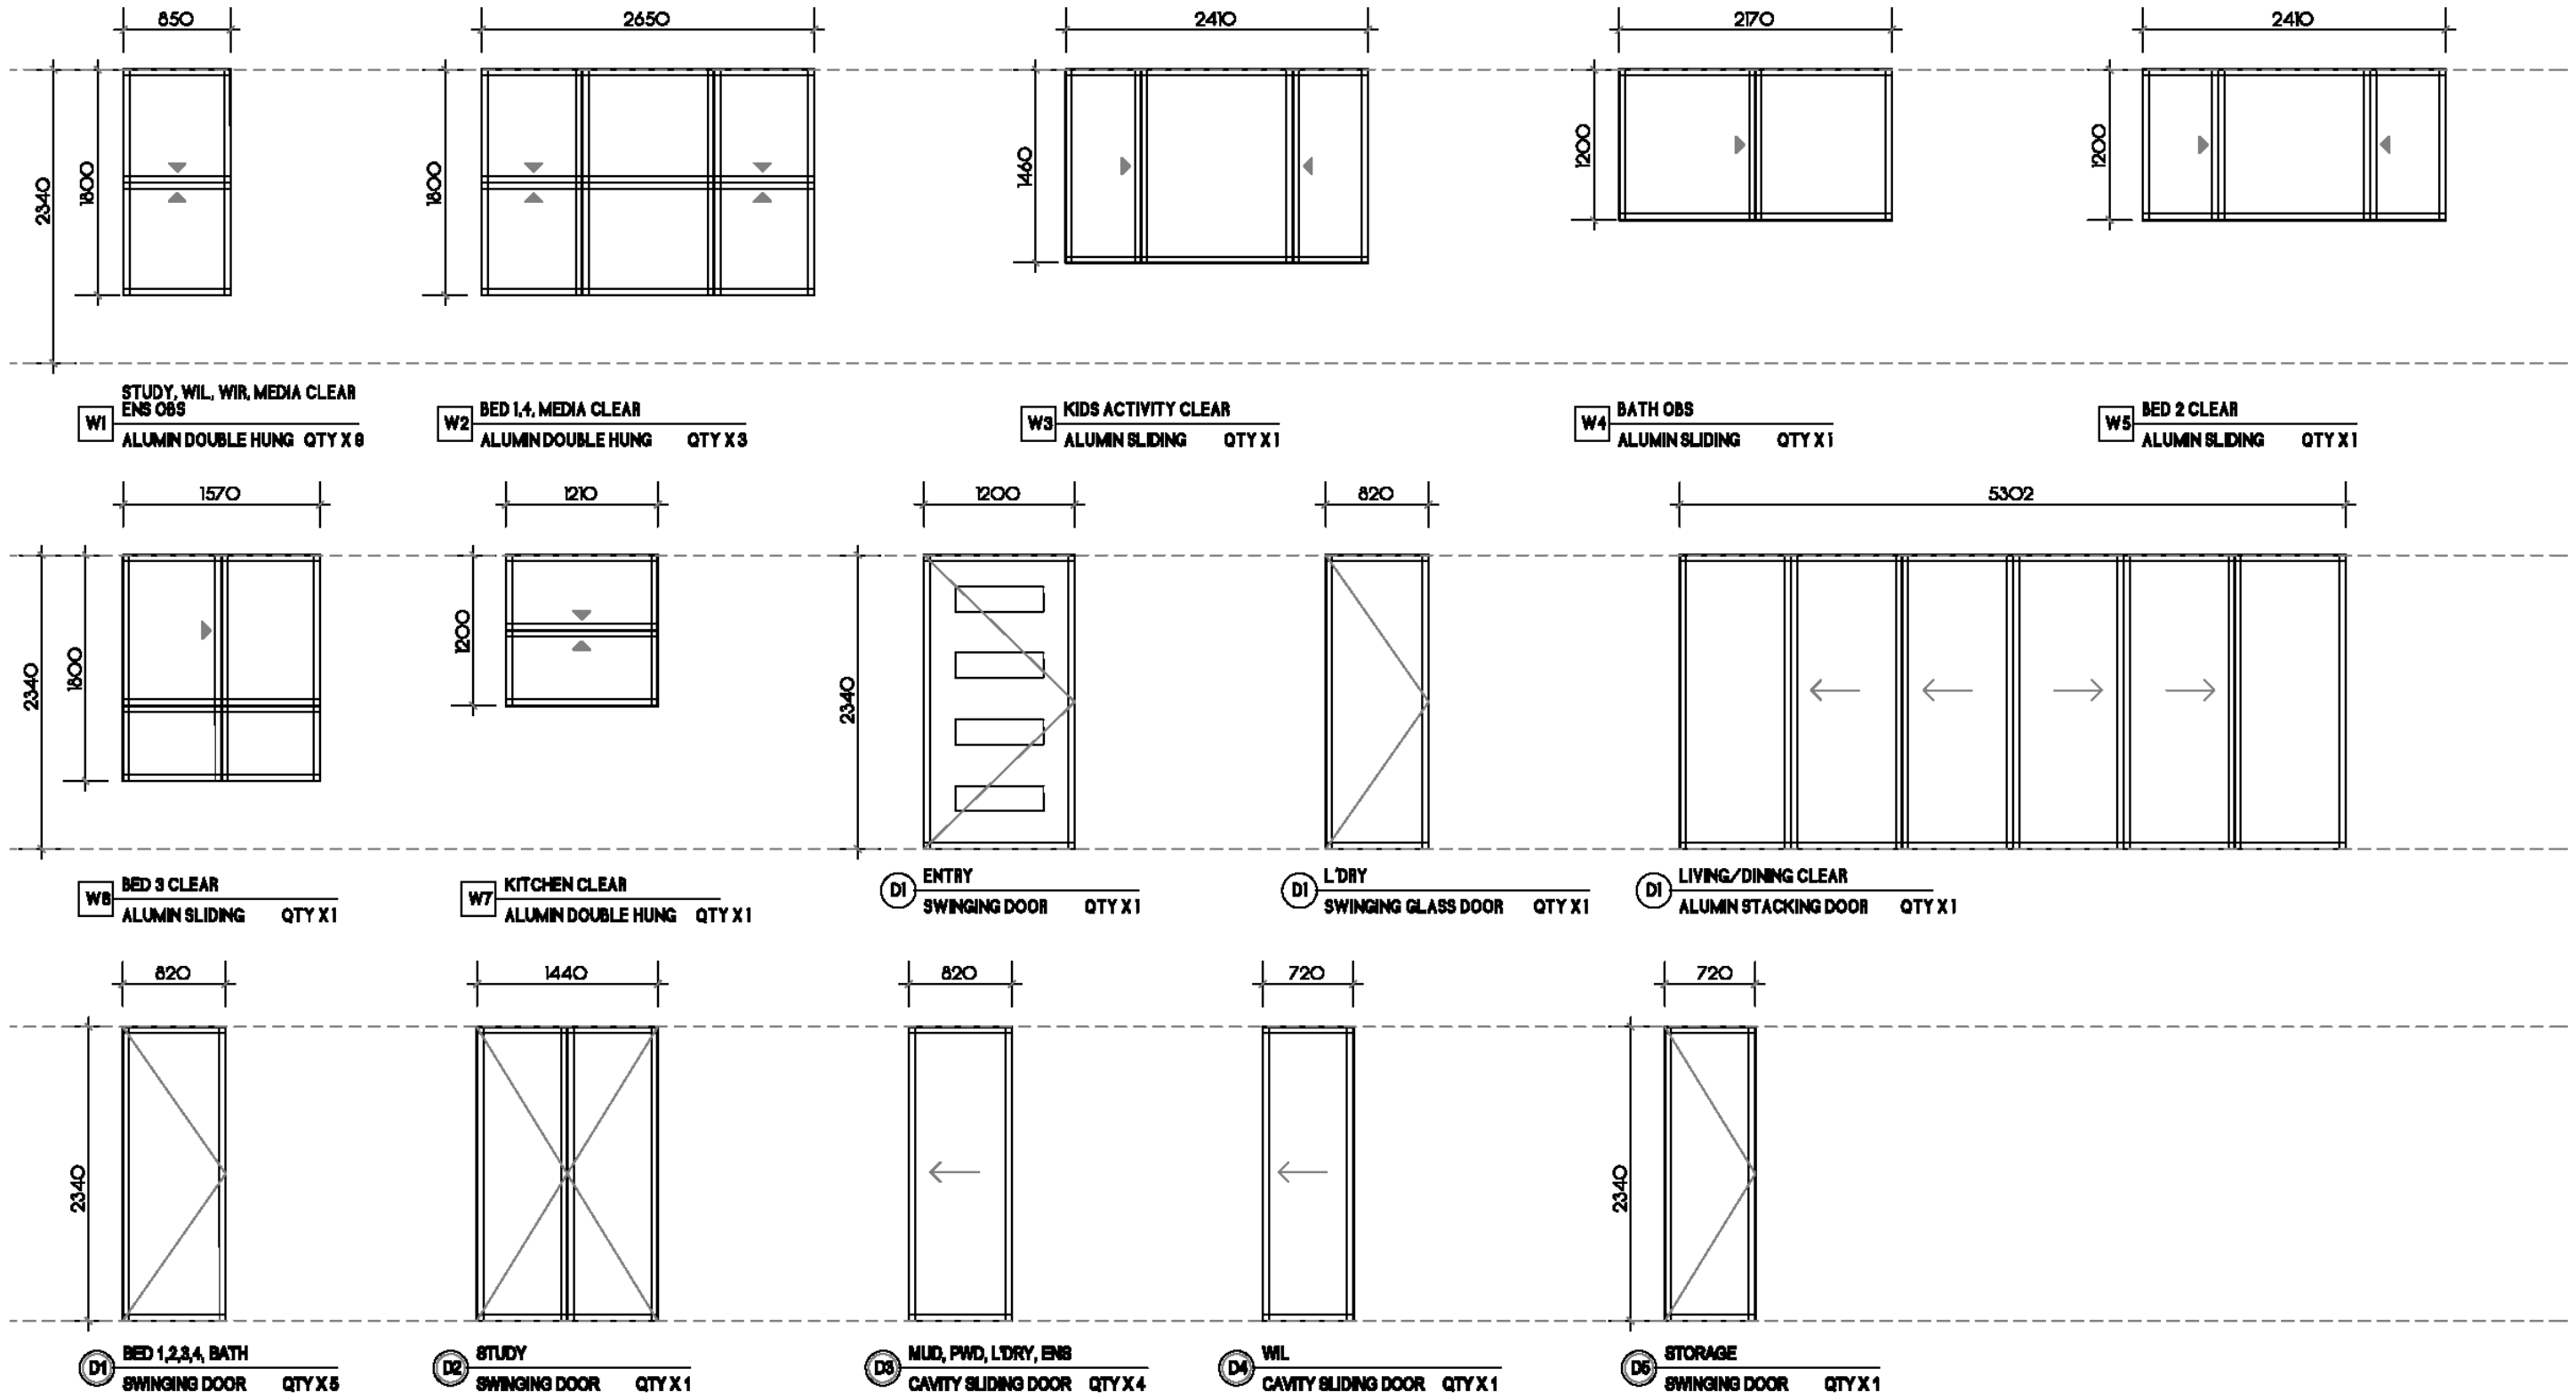 850
2650
2410
2170
2410
2340
1800
1800
1460
1200
1200
W1
STUDY, WIL, WIR, MEDIA CLEAR
ENS OBS
ALUMIN DOUBLE HUNG QTY X 9
W2
BED 1,4, MEDIA CLEAR
ALUMIN DOUBLE HUNG QTY X 3
W3
KIDS ACTIVITY CLEAR
ALUMIN SLIDING QTY X 1
W4
BATH OBS
ALUMIN SLIDING QTY X 1
W5
BED 2 CLEAR
ALUMIN SLIDING QTY X 1
1570
1210
1200
820
5302
2340
1800
1200
2340
W6
BED 3 CLEAR
ALUMIN SLIDING QTY X 1
W7
KITCHEN CLEAR
ALUMIN DOUBLE HUNG QTY X 1
D1
ENTRY
SWINGING DOOR QTY X 1
D1
L'DRY
SWINGING GLASS DOOR QTY X 1
D1
LIVING/DINING CLEAR
ALUMIN STACKING DOOR QTY X 1
820
1440
820
720
720
2340
2340
D1
BED 1,2,3,4, BATH
SWINGING DOOR QTY X 5
D2
STUDY
SWINGING DOOR QTY X 1
D3
MUD, PWD, L'DRY, ENS
CAVITY SLIDING DOOR QTY X 4
D4
WIL
CAVITY SLIDING DOOR QTY X 1
D5
STORAGE
SWINGING DOOR QTY X 1